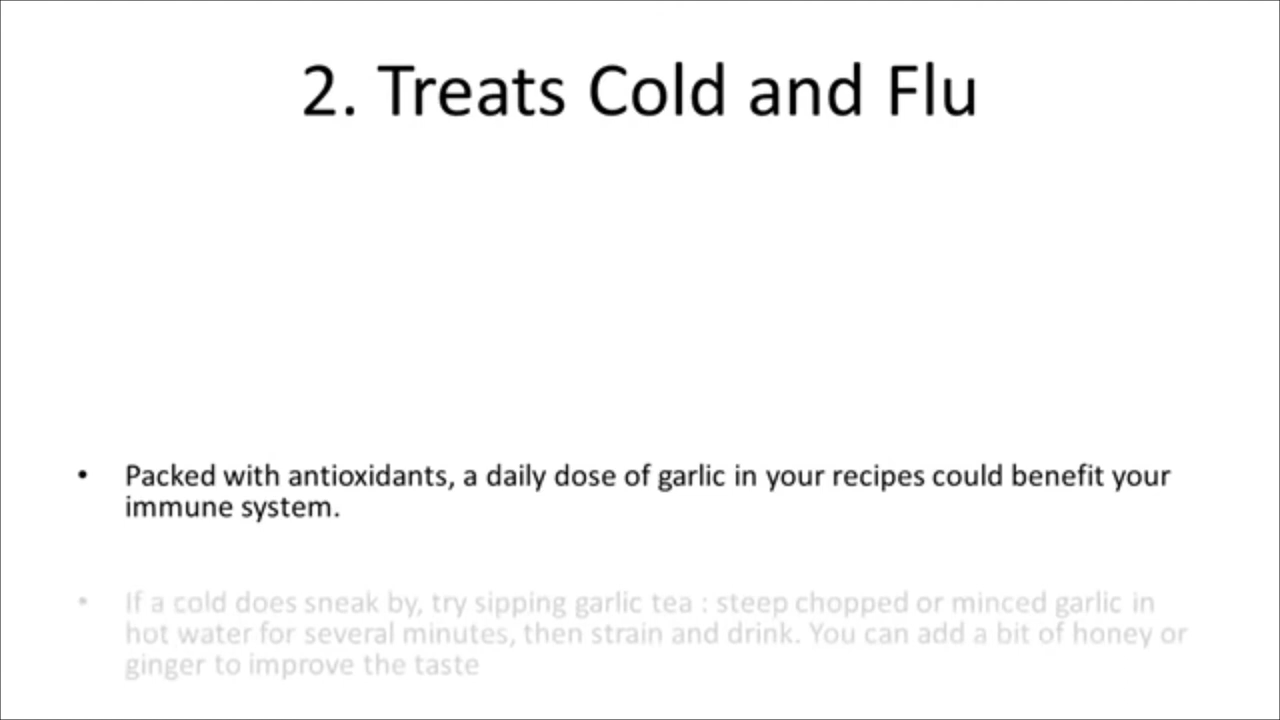 2. Treats Cold and Flu
• Packed with antioxidants, a daily dose of garlic in your recipes could benefit your
immune system.
• If a cold does sneak by, try sipping garlic tea : steep chopped or minced garlic in
hot water for several minutes, then strain and drink. You can add a bit of honey or
ginger to improve the taste